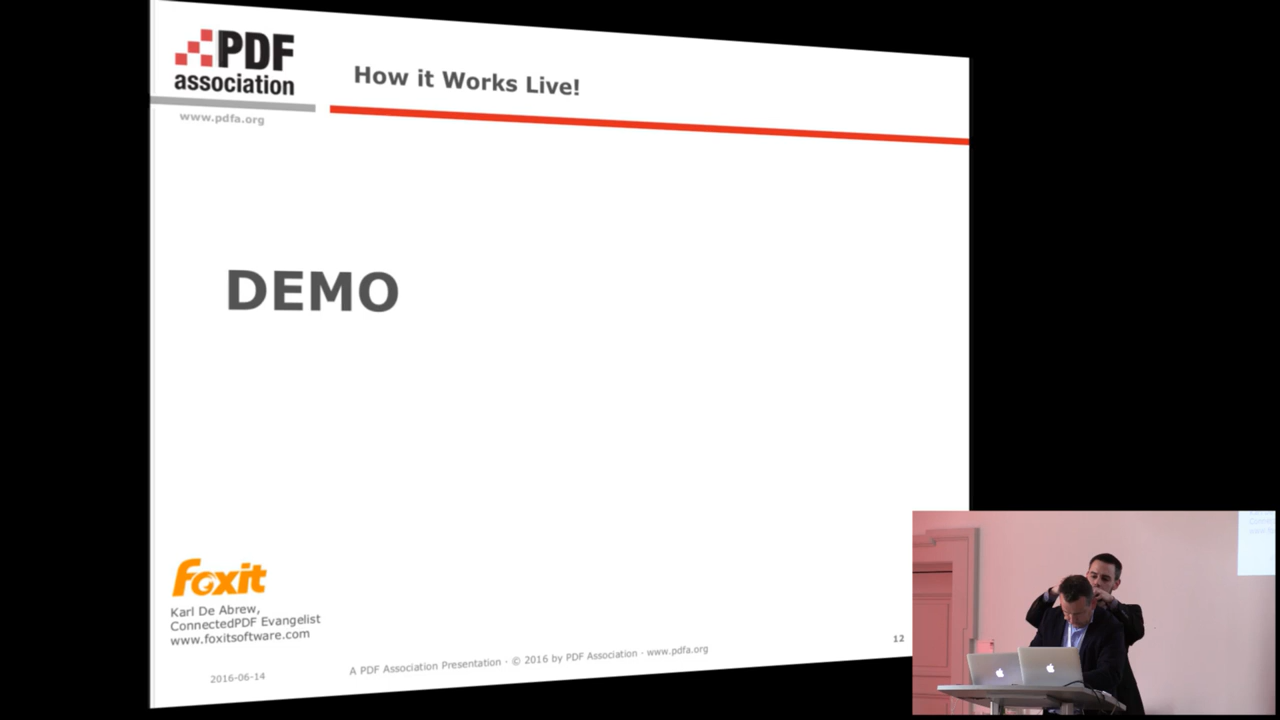 PDF
association
www.pdfa.org
How it Works Live!
DEMO
Foxit
Karl De Abrew,
ConnectedPDF Evangelist
www.foxitsoftware.com
2016-06-14
A PDF Association Presentation · © 2016 by PDF Association · www.pdfa.org
12